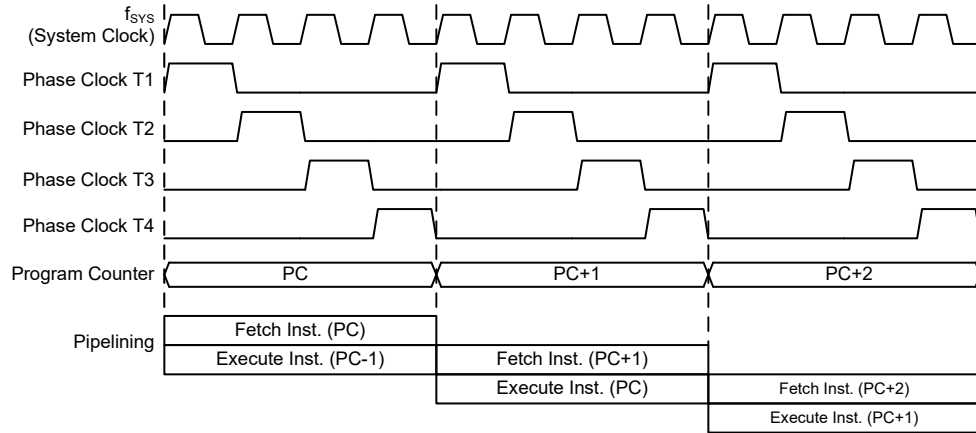 fSYS
(System Clock)
Phase Clock T1
Phase Clock T2
Phase Clock T3
Phase Clock T4
Program Counter PC PC+1 PC+2
Pipelining
Fetch Inst. (PC)
Execute Inst. (PC-1) Fetch Inst. (PC+1)
Execute Inst. (PC) Fetch Inst. (PC+2)
Execute Inst. (PC+1)